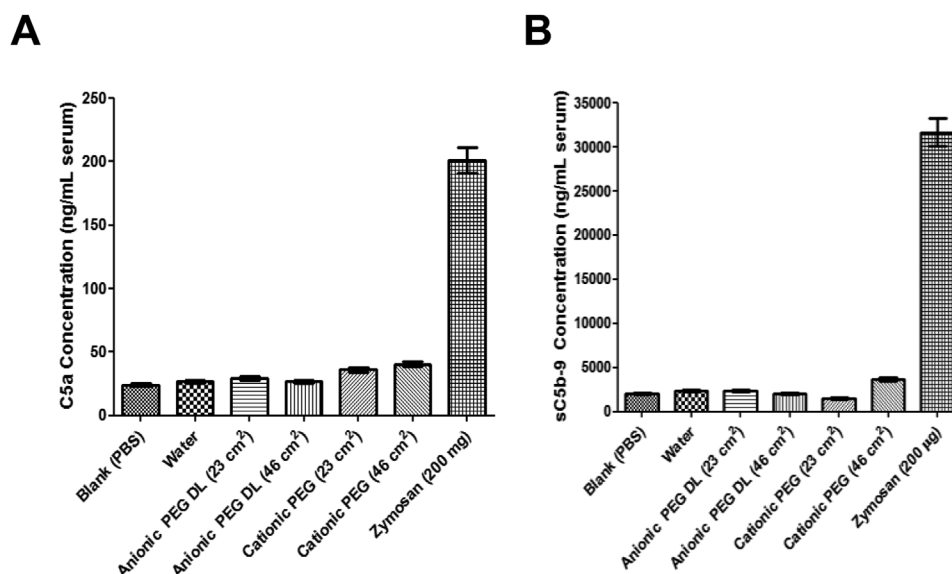 A
B
C5a Concentration (ng/mL serum)
250
200
150
100
50
0
Blank (PBS)
Water
Anionic PEG DL (23 cm²)
Anionic PEG DL (46 cm²)
Cationic PEG (23 cm²)
Cationic PEG (46 cm²)
Zymosan (200 mg)
sC5b-9 Concentration (ng/mL serum)
35000
30000
25000
20000
15000
10000
5000
0
Blank (PBS)
Water
Anionic PEG DL (23 cm²)
Anionic PEG DL (46 cm²)
Cationic PEG (23 cm²)
Cationic PEG (46 cm²)
Zymosan (200 µg)